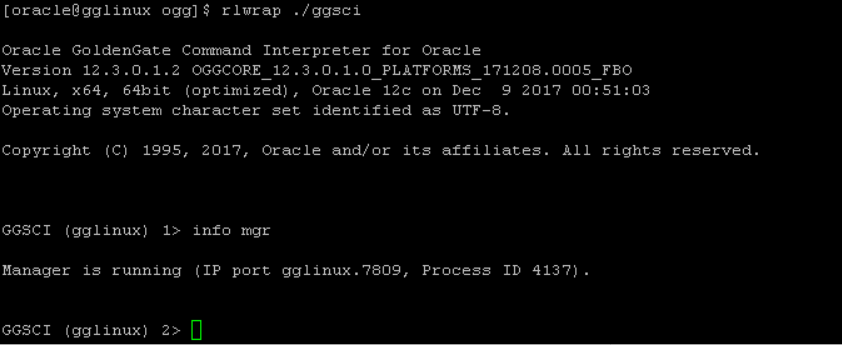 [oracle@gglinux ogg]$ rlwrap ./ggsci
Oracle GoldenGate Command Interpreter for Oracle
Version 12.3.0.1.2 OGGCORE_12.3.0.1.0_PLATFORMS_171208.0005_FBO
Linux, x64, 64bit (optimized), Oracle 12c on Dec  9 2017 00:51:03
Operating system character set identified as UTF-8.
Copyright (C) 1995, 2017, Oracle and/or its affiliates. All rights reserved.
GGSCI (gglinux) 1> info mgr
Manager is running (IP port gglinux.7809, Process ID 4137).
GGSCI (gglinux) 2>